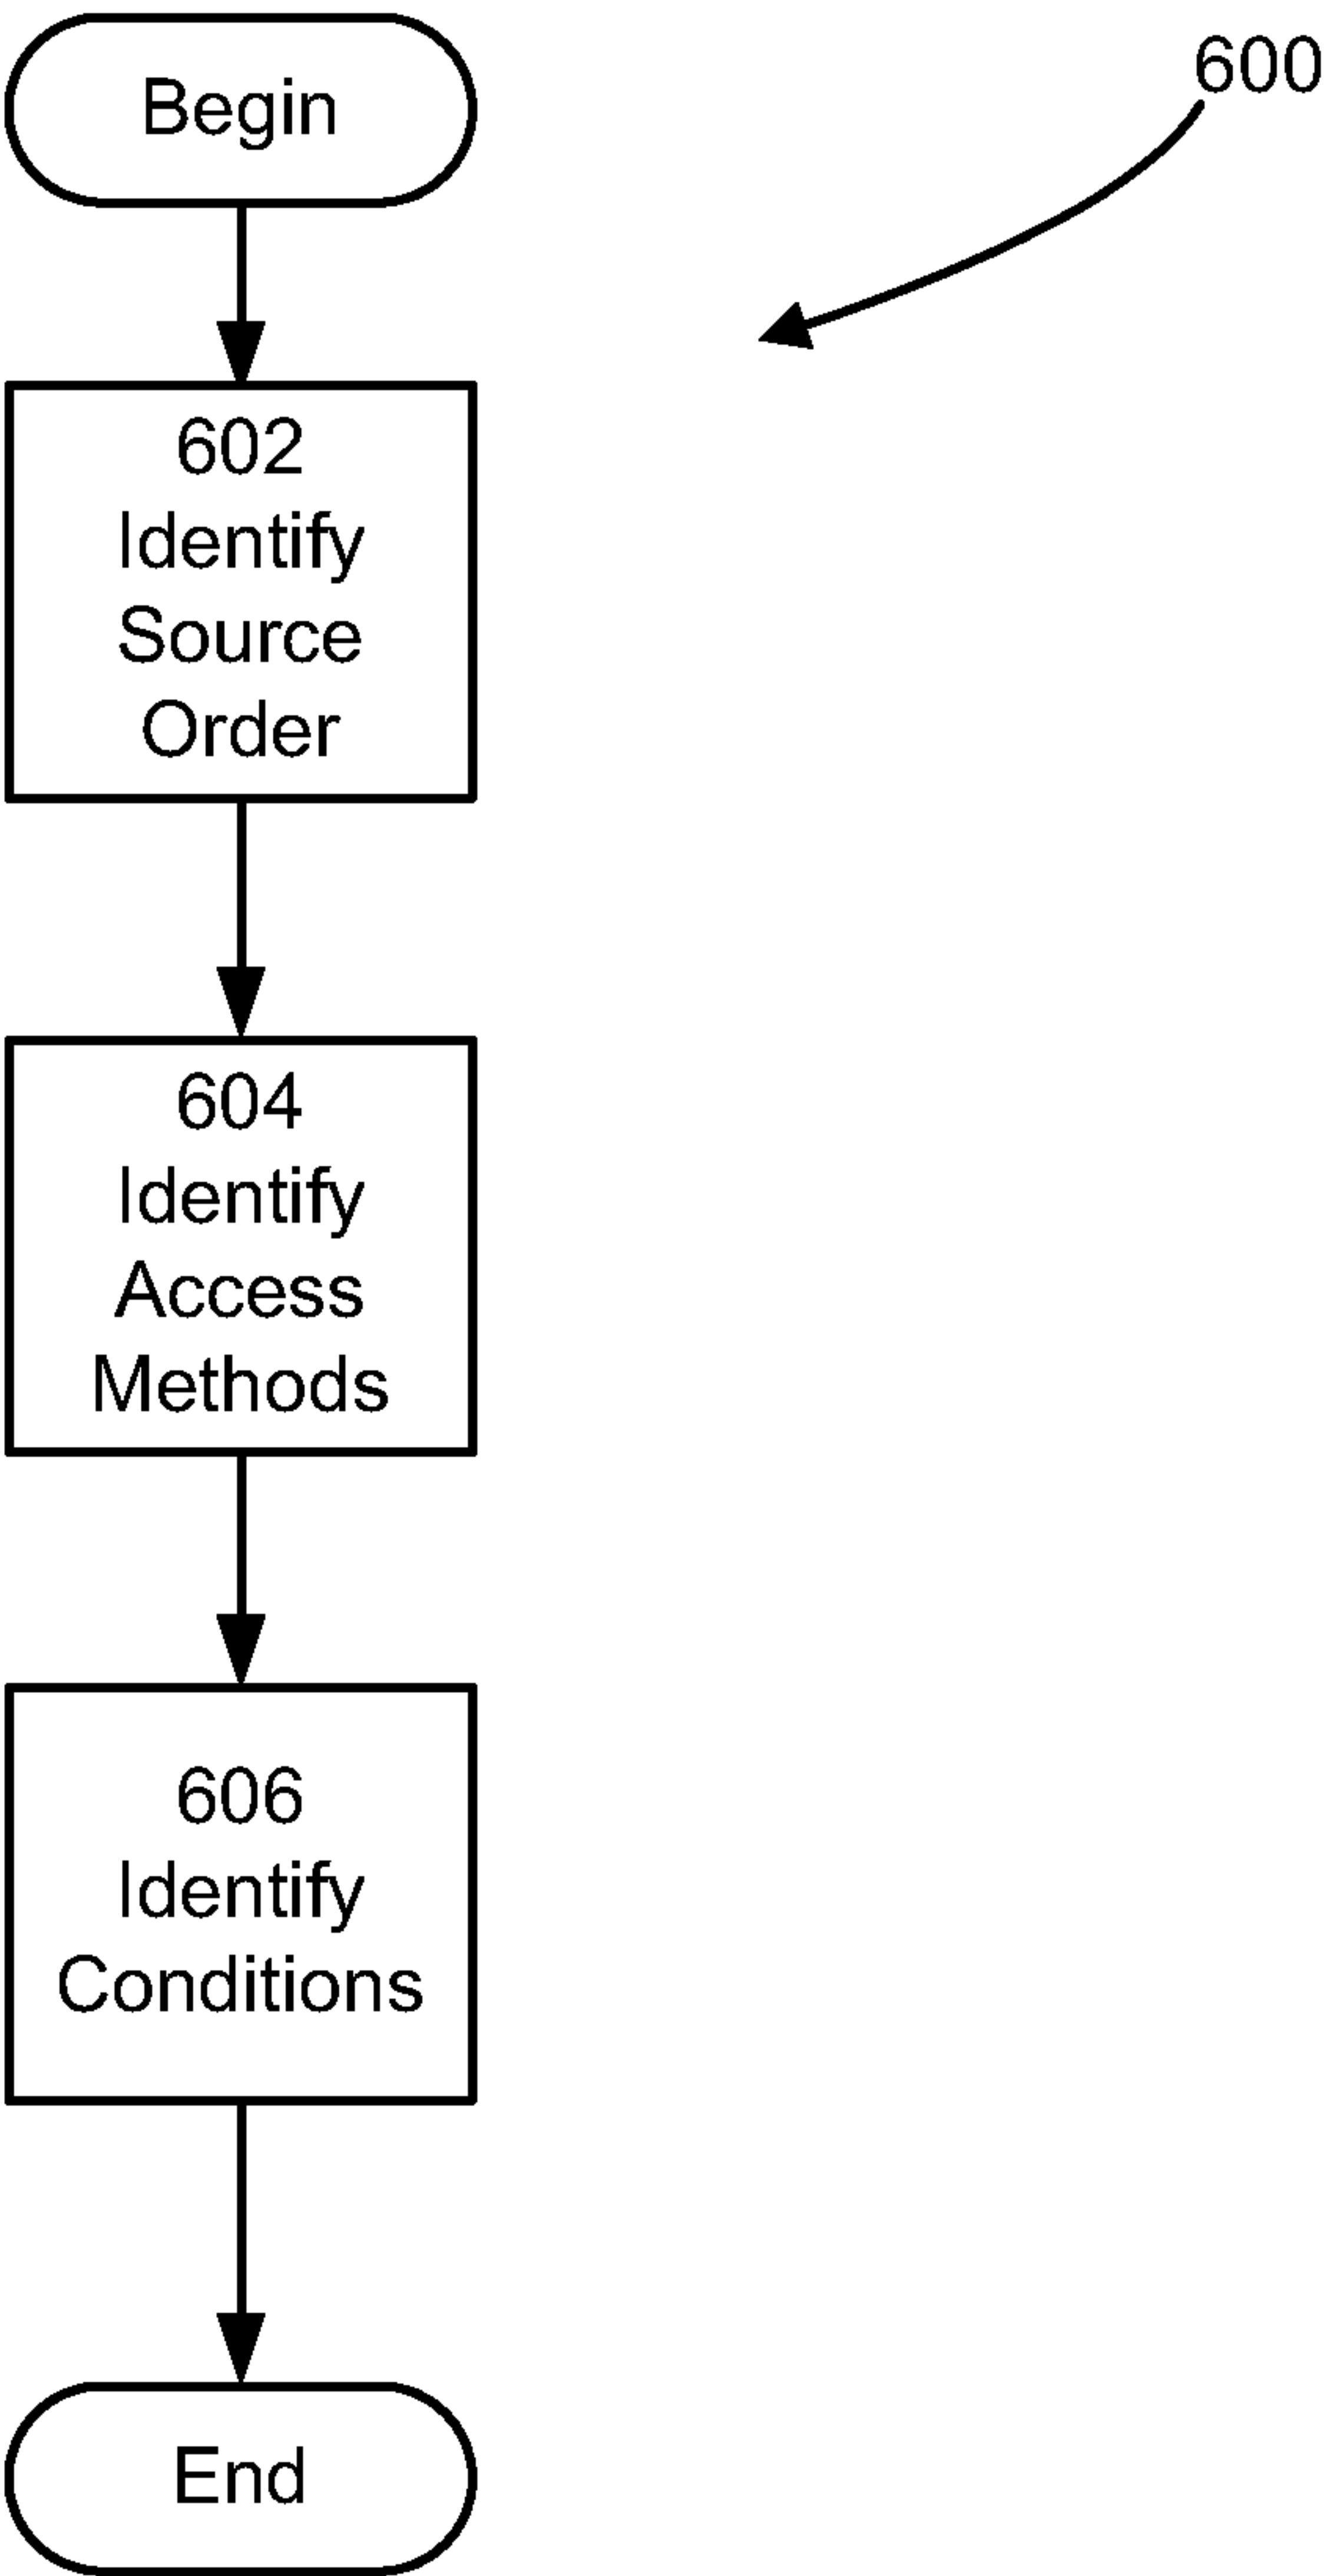 Begin
600
602
Identify
Source
Order
604
Identify
Access
Methods
606
Identify
Conditions
End